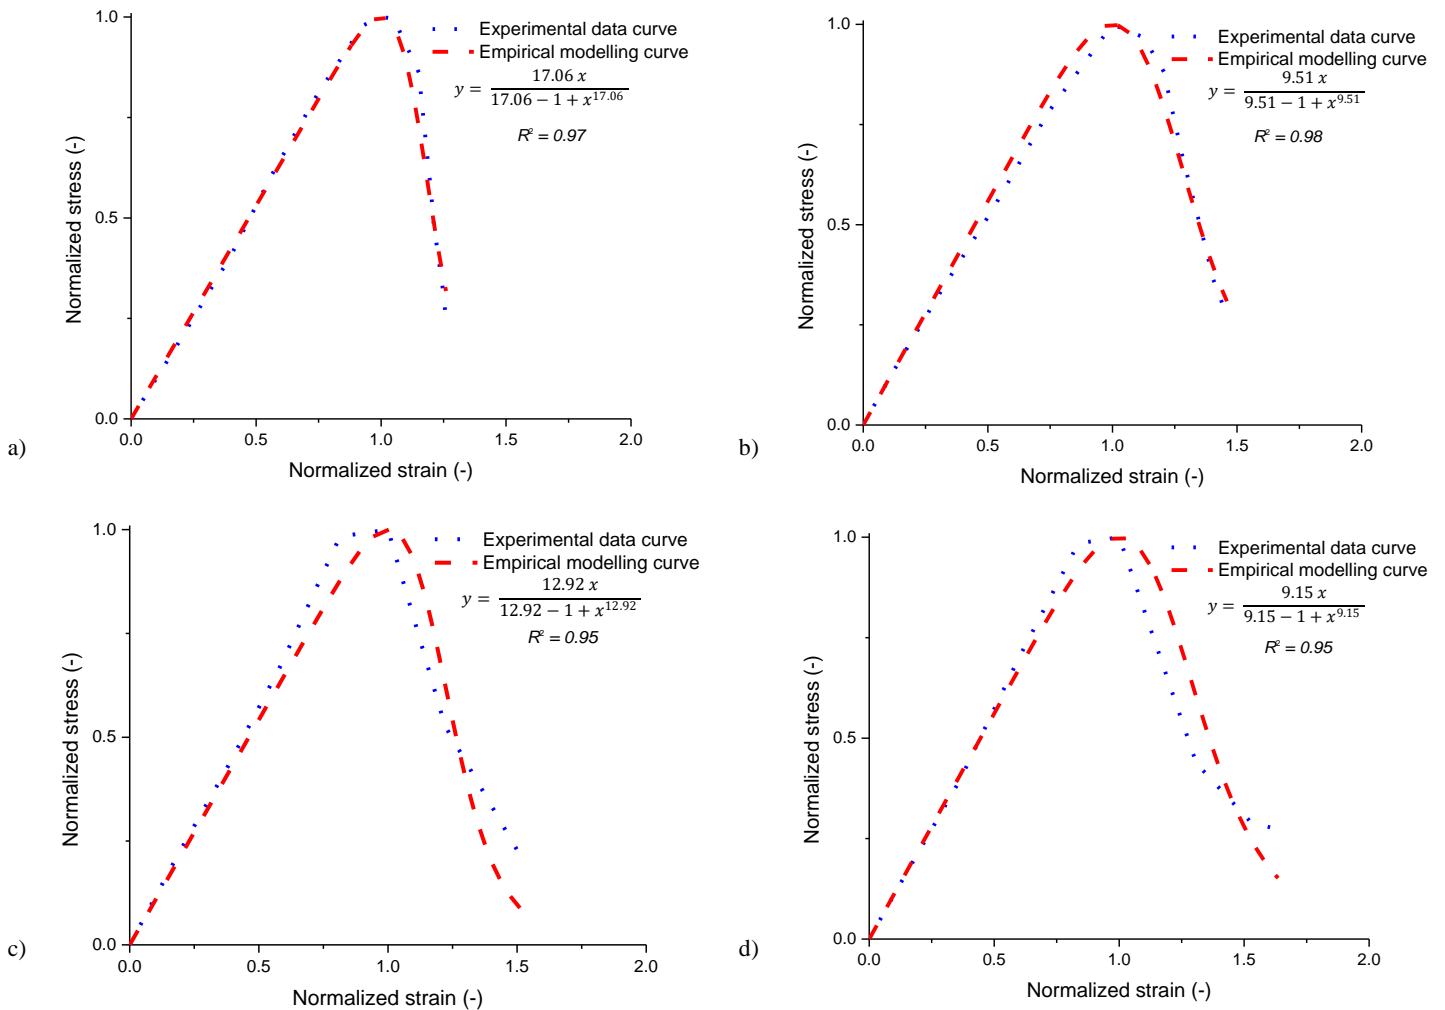 a)
Normalized stress (-)
1.0
0.5
0.0
0.0 0.5 1.0 1.5 2.0
Normalized strain (-)
Experimental data curve
Empirical modelling curve
y = 17.06 x / 17.06 − 1 + x^17.06
R² = 0.97
b)
Normalized stress (-)
1.0
0.5
0.0
0.0 0.5 1.0 1.5 2.0
Normalized strain (-)
Experimental data curve
Empirical modelling curve
y = 9.51 x / 9.51 − 1 + x^9.51
R² = 0.98
c)
Normalized stress (-)
1.0
0.5
0.0
0.0 0.5 1.0 1.5 2.0
Normalized strain (-)
Experimental data curve
Empirical modelling curve
y = 12.92 x / 12.92 − 1 + x^12.92
R² = 0.95
d)
Normalized stress (-)
1.0
0.5
0.0
0.0 0.5 1.0 1.5 2.0
Normalized strain (-)
Experimental data curve
Empirical modelling curve
y = 9.15 x / 9.15 − 1 + x^9.15
R² = 0.95